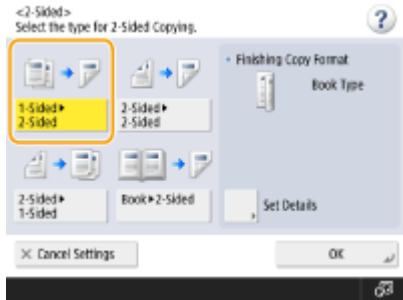 <2-Sided>
Select the type for 2-Sided Copying.
?
1-Sided▶
2-Sided
2-Sided▶
2-Sided
• Finishing Copy Format
Book Type
2-Sided▶
1-Sided
Book▶2-Sided
Set Details
× Cancel Settings
OK